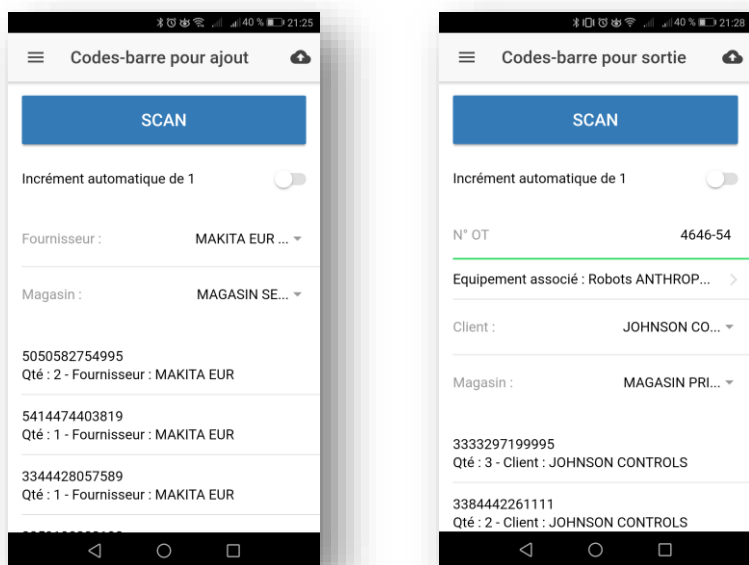 40 % 21:25
Codes-barre pour ajout
SCAN
Incrément automatique de 1
Fournisseur : MAKITA EUR ...
Magasin : MAGASIN SE...
5050582754995
Qté : 2 - Fournisseur : MAKITA EUR
5414474403819
Qté : 1 - Fournisseur : MAKITA EUR
3344428057589
Qté : 1 - Fournisseur : MAKITA EUR
40 % 21:28
Codes-barre pour sortie
SCAN
Incrément automatique de 1
N° OT 4646-54
Equipement associé : Robots ANTHROP...
Client : JOHNSON CO...
Magasin : MAGASIN PRI...
3333297199995
Qté : 3 - Client : JOHNSON CONTROLS
3384442261111
Qté : 2 - Client : JOHNSON CONTROLS